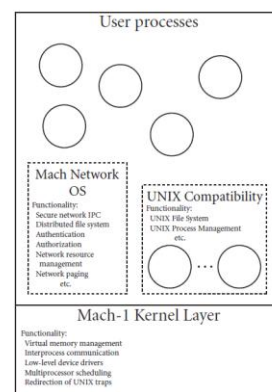 User processes
Mach Network
OS
Functionality:
Secure network IPC
Distributed file system
Authentication
Authorization
Network resource
management
Network paging
etc.
UNIX Compatibility
Functionality:
UNIX File System
UNIX Process Management
etc.
...
Mach-1 Kernel Layer
Functionality:
Virtual memory management
Interprocess communication
Low-level device drivers
Multiprocessor scheduling
Redirection of UNIX traps